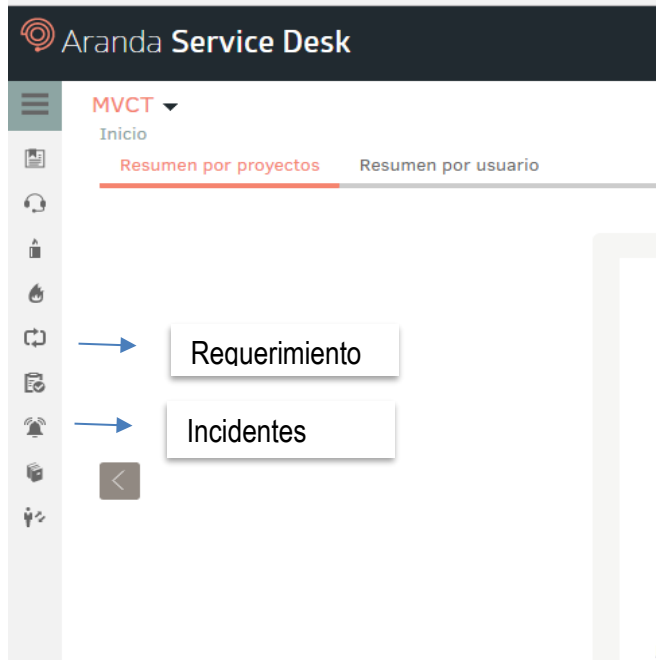 Aranda Service Desk
MVCT
Inicio
Resumen por proyectos Resumen por usuario
Requerimiento
Incidentes